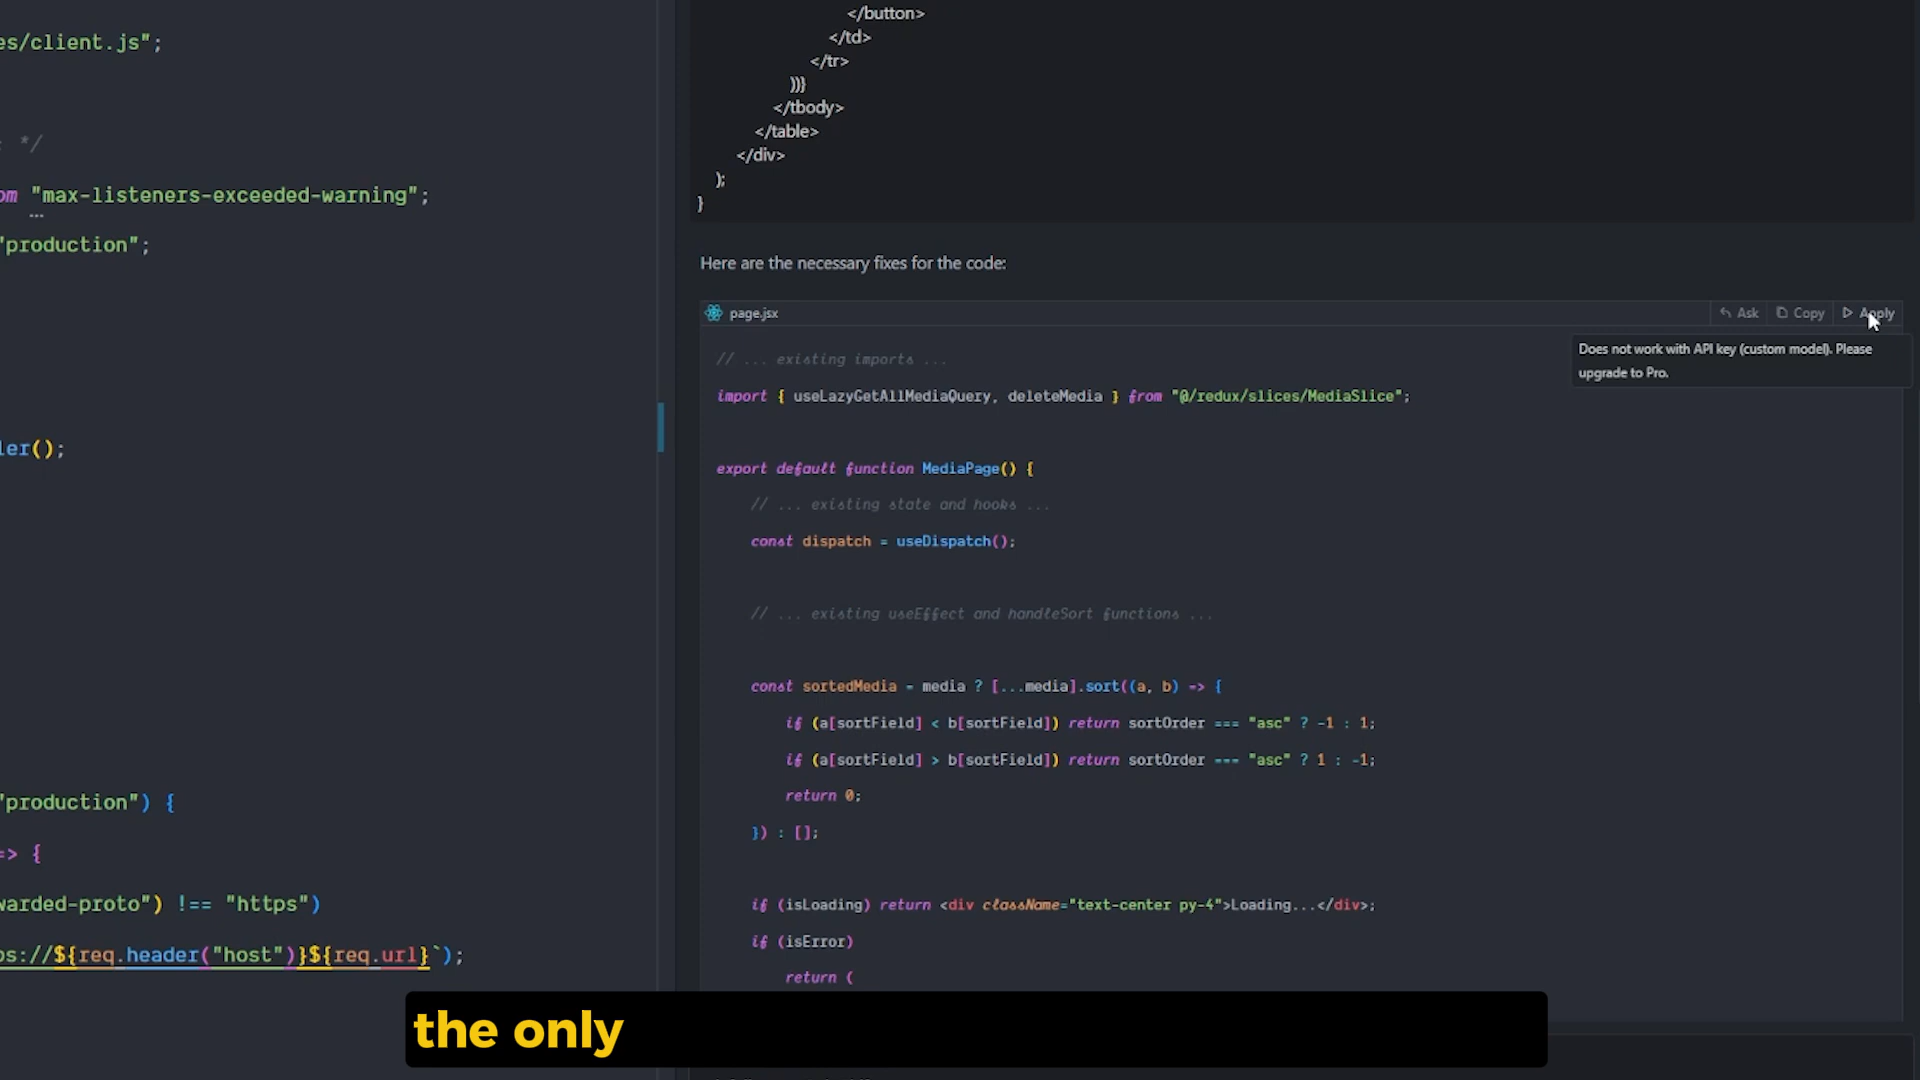 es/client.js";
: */
om "max-listeners-exceeded-warning";
"production";
ler();
"production") {
=> {
warded-proto") !== "https")
ps://${req.header("host")}${req.url}`);
</button>
</td>
</tr>
))}
</tbody>
</table>
</div>
);
}
Here are the necessary fixes for the code:
page.jsx
Ask
Copy
Apply
Does not work with API key (custom model). Please
upgrade to Pro.
// ... existing imports ...
import { useLazyGetAllMediaQuery, deleteMedia } from "@/redux/slices/MediaSlice";
export default function MediaPage() {
// ... existing state and hooks ...
const dispatch = useDispatch();
// ... existing useEffect and handleSort functions ...
const sortedMedia = media ? [...media].sort((a, b) => {
if (a[sortField] < b[sortField]) return sortOrder === "asc" ? -1 : 1;
if (a[sortField] > b[sortField]) return sortOrder === "asc" ? 1 : -1;
return 0;
}) : [];
if (isLoading) return <div className="text-center py-4">Loading...</div>;
if (isError)
return (
the only